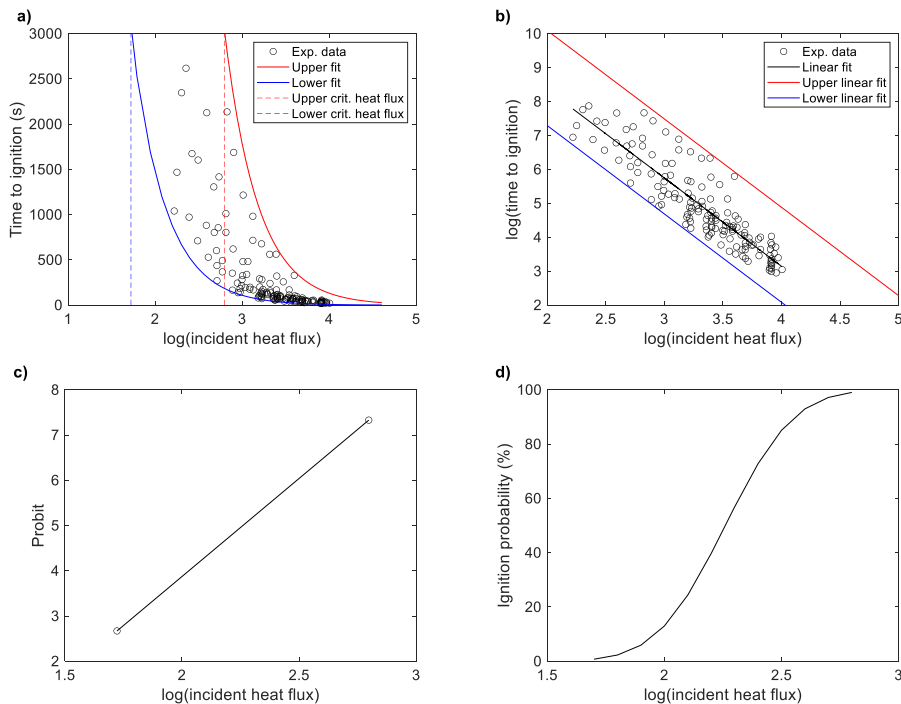 a)
3000
2500
2000
1500
1000
500
0
Time to ignition (s)
Exp. data
Upper fit
Lower fit
Upper crit. heat flux
Lower crit. heat flux
1 2 3 4 5
log(incident heat flux)
b)
10
9
8
7
6
5
4
3
2
log(time to ignition)
Exp. data
Linear fit
Upper linear fit
Lower linear fit
2 2.5 3 3.5 4 4.5 5
log(incident heat flux)
c)
8
7
6
5
4
3
2
Probit
1.5 2 2.5 3
log(incident heat flux)
d)
100
80
60
40
20
0
Ignition probability (%)
1.5 2 2.5 3
log(incident heat flux)